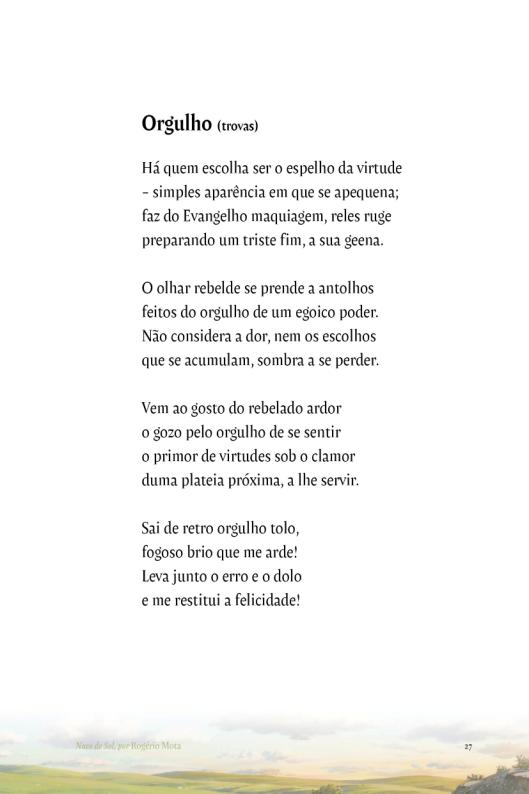 Orgulho (trovas)
Há quem escolha ser o espelho da virtude
– simples aparência em que se apequena;
faz do Evangelho maquiagem, reles ruge
preparando um triste fim, a sua geena.
O olhar rebelde se prende a antolhos
feitos do orgulho de um egoico poder.
Não considera a dor, nem os escolhos
que se acumulam, sombra a se perder.
Vem ao gosto do rebelado ardor
o gozo pelo orgulho de se sentir
o primor de virtudes sob o clamor
duma plateia próxima, a lhe servir.
Sai de retro orgulho tolo,
fogoso brio que me arde!
Leva junto o erro e o dolo
e me restitui a felicidade!
de Sol, por Rogério Mota
27